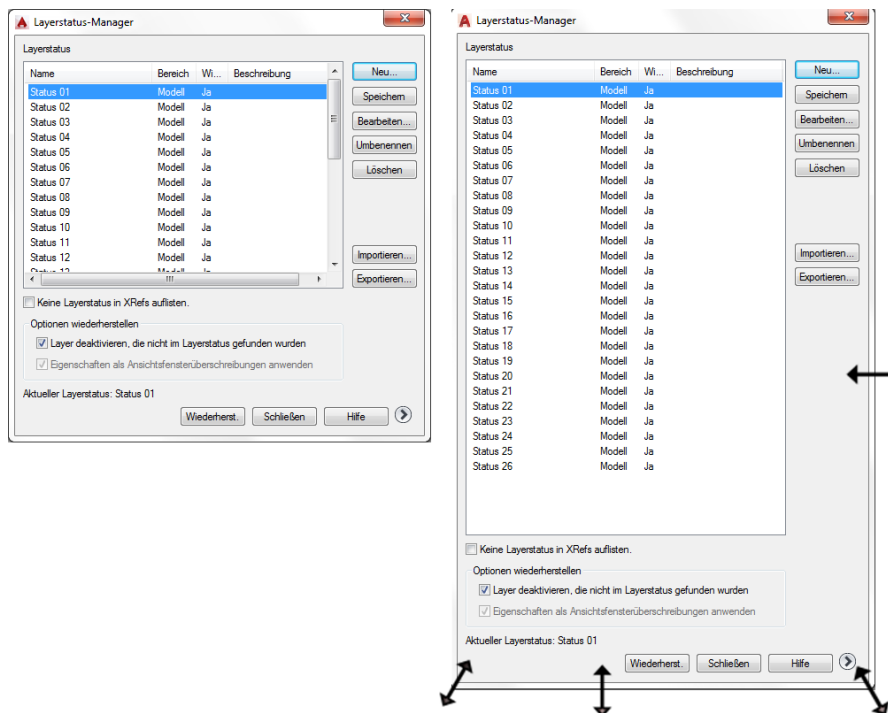 Layerstatus-Manager
Layerstatus
Name Bereich Wi... Beschreibung
Status 01 Modell Ja
Status 02 Modell Ja
Status 03 Modell Ja
Status 04 Modell Ja
Status 05 Modell Ja
Status 06 Modell Ja
Status 07 Modell Ja
Status 08 Modell Ja
Status 09 Modell Ja
Status 10 Modell Ja
Status 11 Modell Ja
Status 12 Modell Ja
Status 13 Modell Ja
Neu...
Speichern
Bearbeiten...
Umbenennen
Löschen
Importieren...
Exportieren...
Keine Layerstatus in XRefs auflisten.
Optionen wiederherstellen
Layer deaktivieren, die nicht im Layerstatus gefunden wurden
Eigenschaften als Ansichtsfensterüberschreibungen anwenden
Aktueller Layerstatus: Status 01
Wiederherst. Schließen Hilfe
Layerstatus-Manager
Layerstatus
Name Bereich Wi... Beschreibung
Status 01 Modell Ja
Status 02 Modell Ja
Status 03 Modell Ja
Status 04 Modell Ja
Status 05 Modell Ja
Status 06 Modell Ja
Status 07 Modell Ja
Status 08 Modell Ja
Status 09 Modell Ja
Status 10 Modell Ja
Status 11 Modell Ja
Status 12 Modell Ja
Status 13 Modell Ja
Status 14 Modell Ja
Status 15 Modell Ja
Status 16 Modell Ja
Status 17 Modell Ja
Status 18 Modell Ja
Status 19 Modell Ja
Status 20 Modell Ja
Status 21 Modell Ja
Status 22 Modell Ja
Status 23 Modell Ja
Status 24 Modell Ja
Status 25 Modell Ja
Status 26 Modell Ja
Neu...
Speichern
Bearbeiten...
Umbenennen
Löschen
Importieren...
Exportieren...
Keine Layerstatus in XRefs auflisten.
Optionen wiederherstellen
Layer deaktivieren, die nicht im Layerstatus gefunden wurden
Eigenschaften als Ansichtsfensterüberschreibungen anwenden
Aktueller Layerstatus: Status 01
Wiederherst. Schließen Hilfe